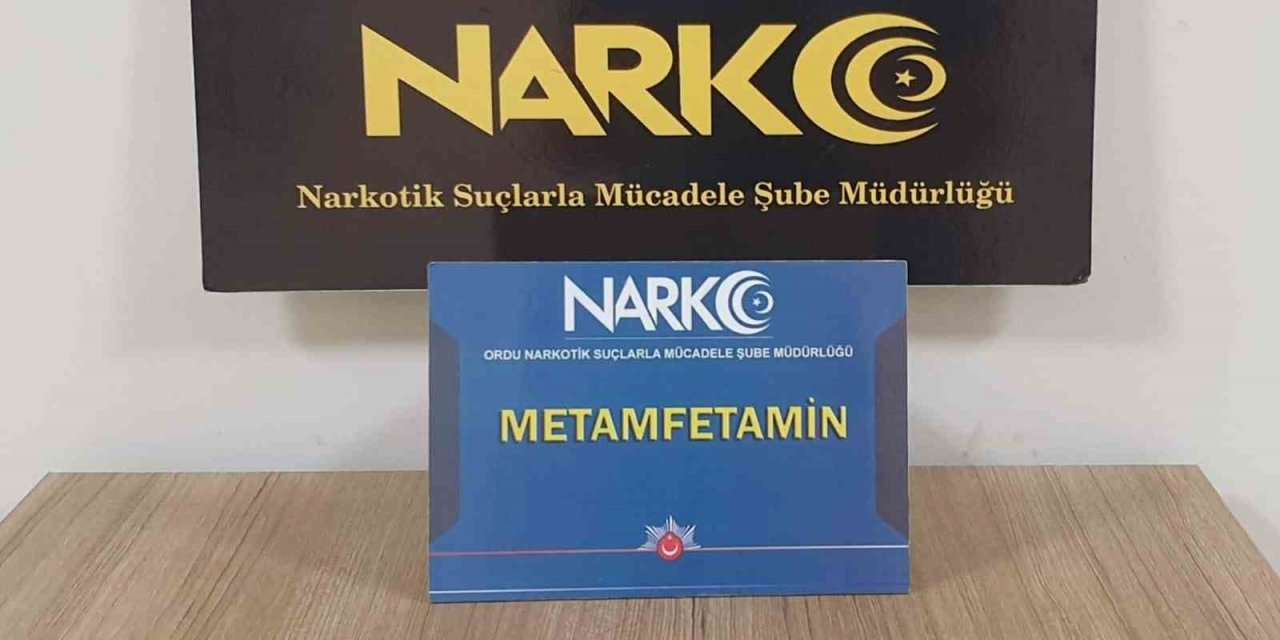 NARKO
Narkotik Suçlarla Mücadele Şube Müdürlüğü
NARKO
ORDU NARKOTİK SUÇLARLA MÜCADELE ŞUBE MÜDÜRLÜĞÜ
METAMFETAMİN